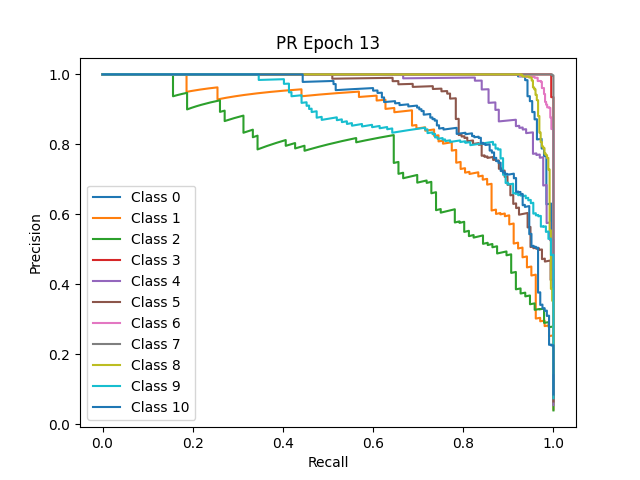 PR Epoch 13
Precision
1.0
0.8
0.6
0.4
0.2
0.0
Class 0
Class 1
Class 2
Class 3
Class 4
Class 5
Class 6
Class 7
Class 8
Class 9
Class 10
0.0 0.2 0.4 0.6 0.8 1.0
Recall